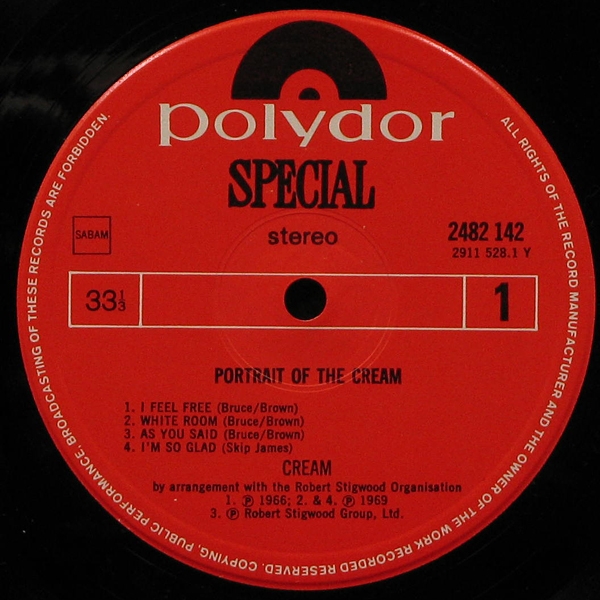 polydor
SPECIAL
SABAM
stereo
2482 142
2911 528.1 Y
33⅓
1
PORTRAIT OF THE CREAM
1. I FEEL FREE (Bruce/Brown)
2. WHITE ROOM (Bruce/Brown)
3. AS YOU SAID (Bruce/Brown)
4. I'M SO GLAD (Skip James)
CREAM
by arrangement with the Robert Stigwood Organisation
1. ℗ 1966; 2. & 4. ℗ 1969
3. ℗ Robert Stigwood Group, Ltd.
ALL RIGHTS OF THE RECORD MANUFACTURER AND THE OWNER OF THE WORK RECORDED RESERVED. COPYING, PUBLIC PERFORMANCE, BROADCASTING OF THESE RECORDS ARE FORBIDDEN.